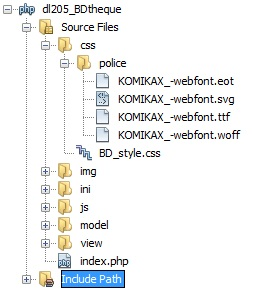 php dl205_BDtheque
Source Files
css
police
KOMIKAX_-webfont.eot
KOMIKAX_-webfont.svg
KOMIKAX_-webfont.ttf
KOMIKAX_-webfont.woff
BD_style.css
img
ini
js
model
view
php index.php
Include Path